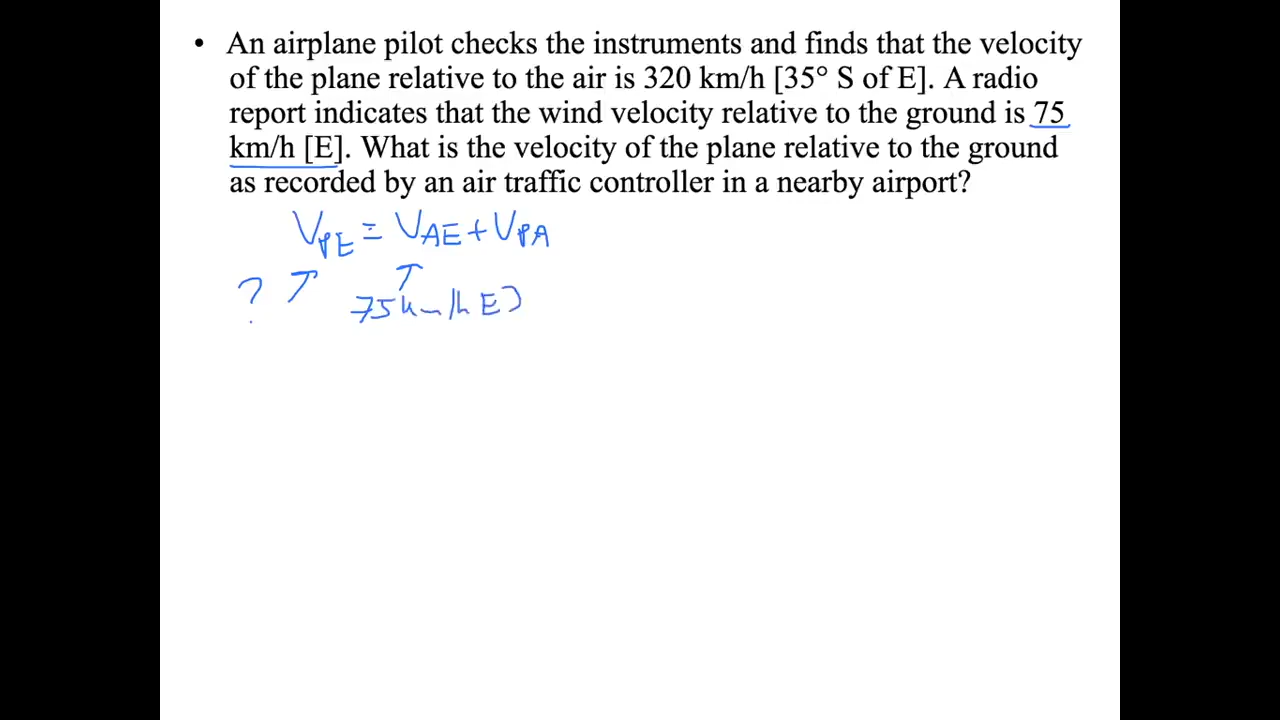 • An airplane pilot checks the instruments and finds that the velocity
of the plane relative to the air is 320 km/h [35° S of E]. A radio
report indicates that the wind velocity relative to the ground is 75
km/h [E]. What is the velocity of the plane relative to the ground
as recorded by an air traffic controller in a nearby airport?
V_PE = V_AE + V_PA
? ↑ ↑
75 km/h E]